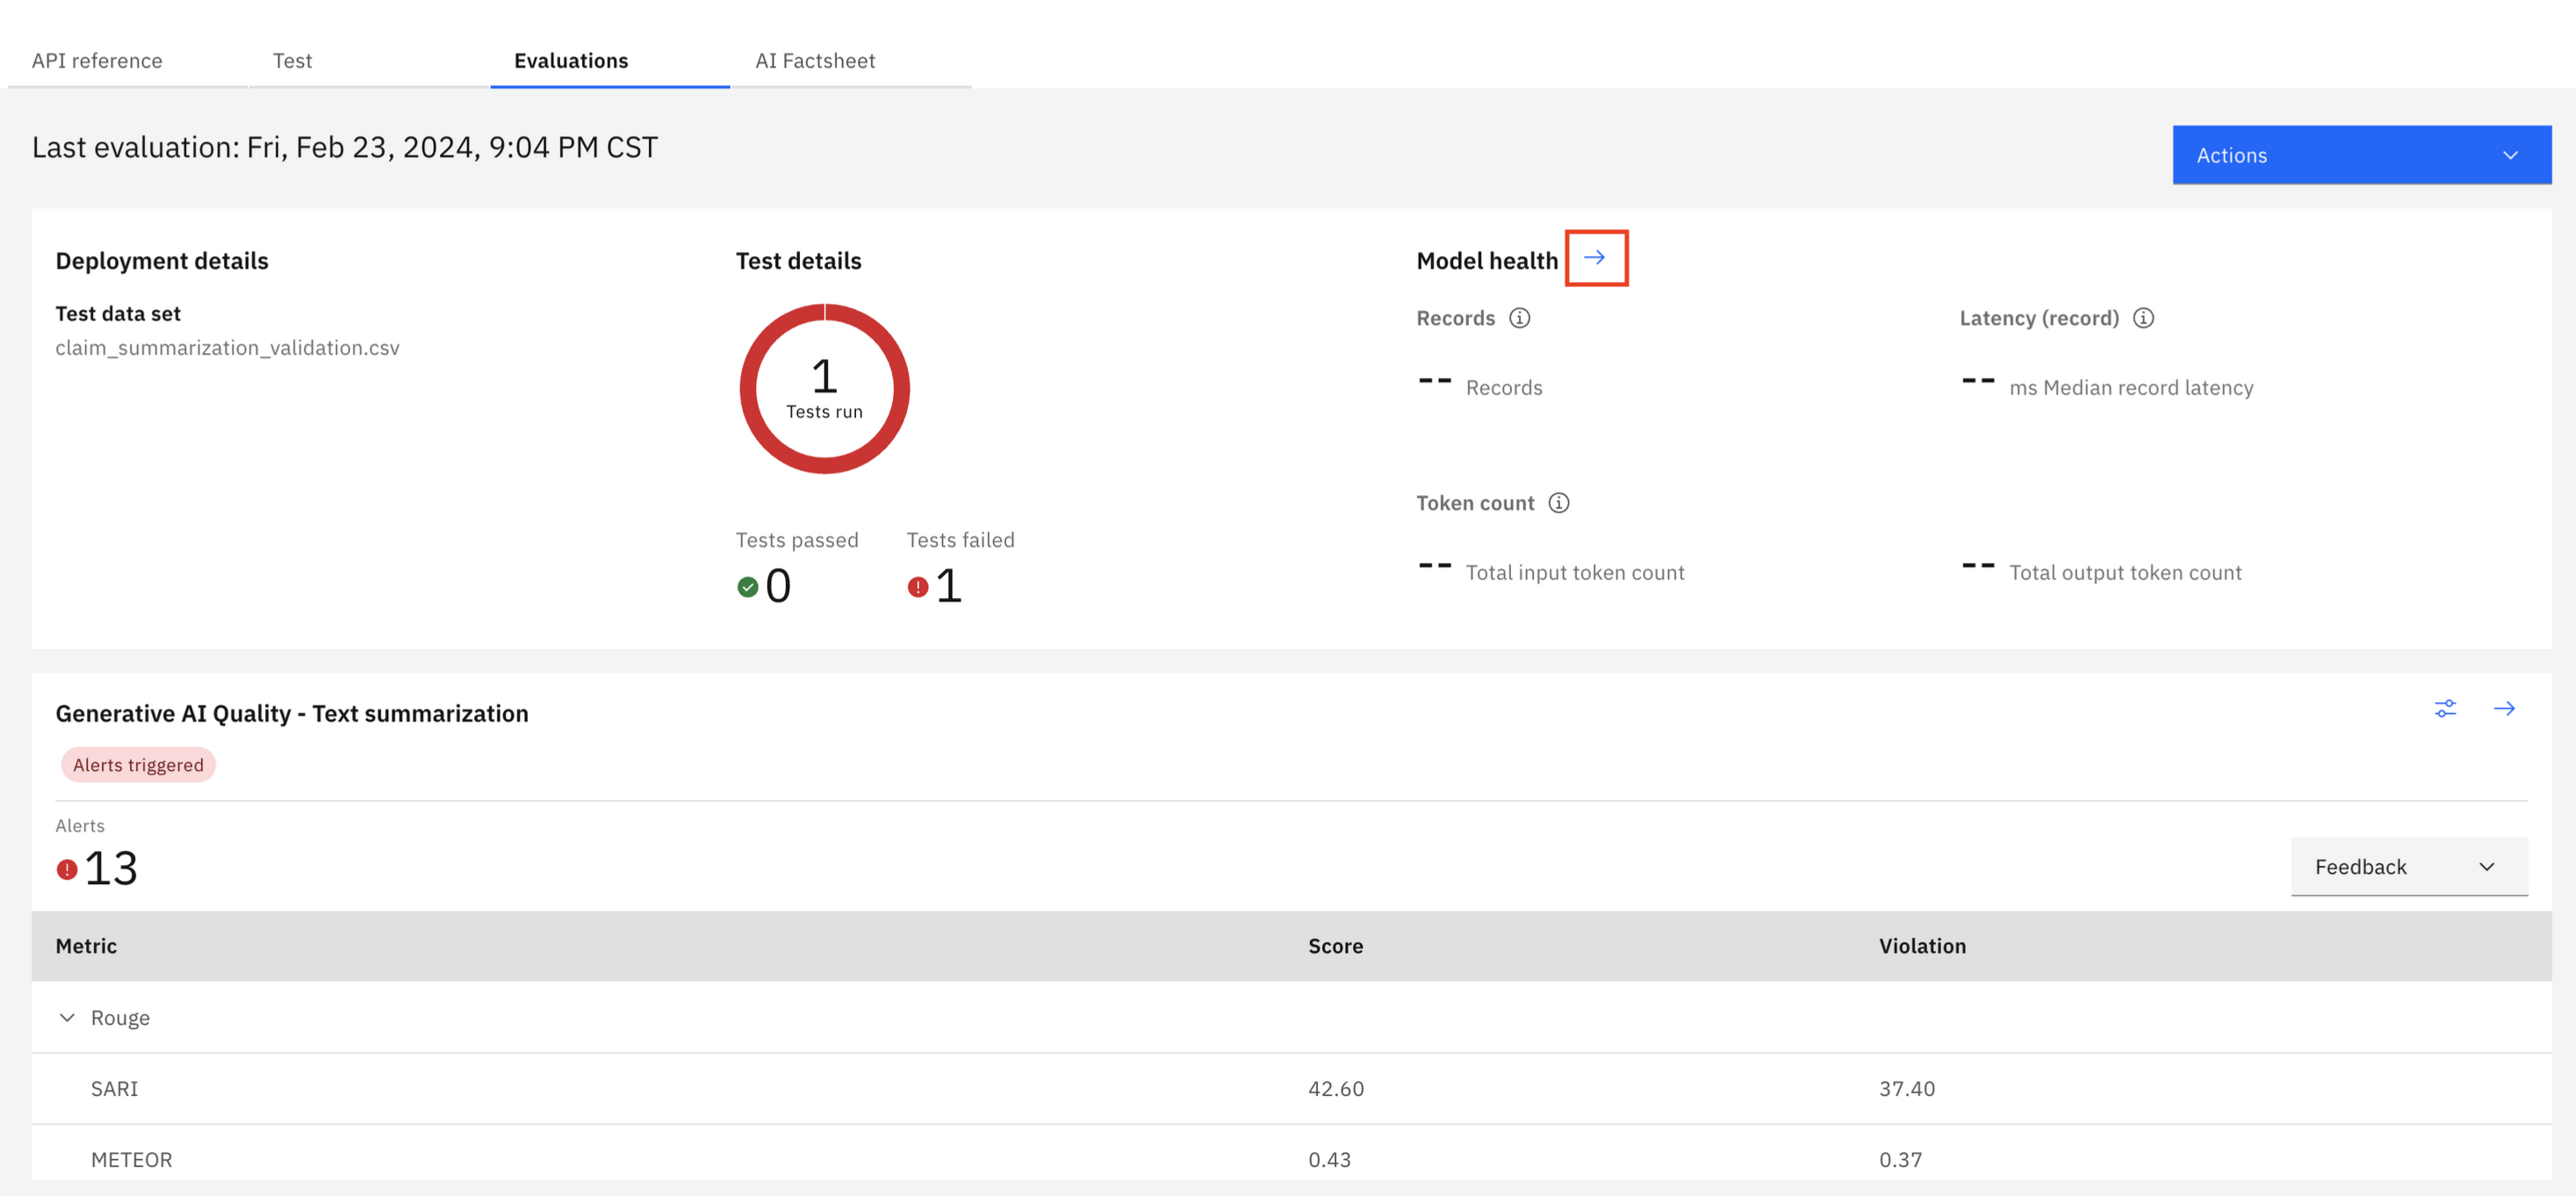 API reference
Test
Evaluations
AI Factsheet
Last evaluation: Fri, Feb 23, 2024, 9:04 PM CST
Actions
Deployment details
Test data set
claim_summarization_validation.csv
Test details
1
Tests run
Tests passed
0
Tests failed
1
Model health
Records
-- Records
Latency (record)
-- ms Median record latency
Token count
-- Total input token count
-- Total output token count
Generative AI Quality - Text summarization
Alerts triggered
Alerts
13
Feedback
Metric Score Violation
Rouge
SARI 42.60 37.40
METEOR 0.43 0.37